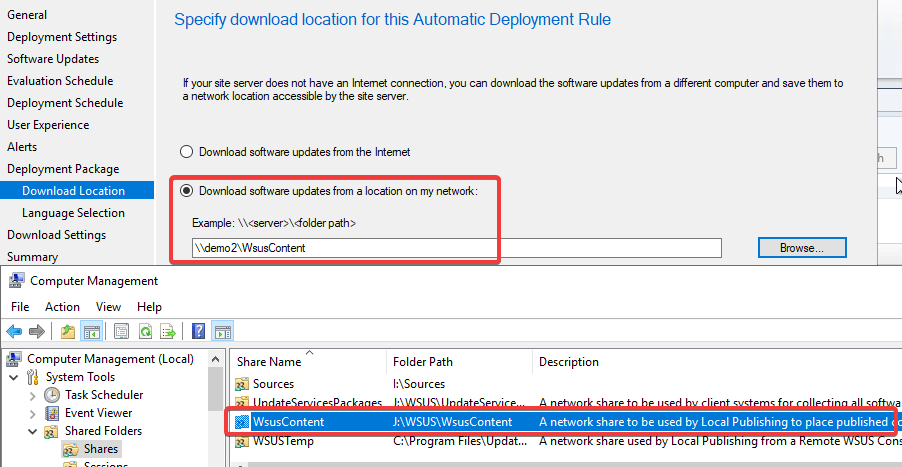 General
Deployment Settings
Software Updates
Evaluation Schedule
Deployment Schedule
User Experience
Alerts
Deployment Package
Download Location
Language Selection
Download Settings
Summary
Specify download location for this Automatic Deployment Rule
If your site server does not have an Internet connection, you can download the software updates from a different computer and save them to
a network location accessible by the site server.
Download software updates from the Internet
Download software updates from a location on my network:
Example: \\<server>\<folder path>
\\demo2\WsusContent
Browse...
h
Computer Management
File Action View Help
Computer Management (Local)
System Tools
Task Scheduler
Event Viewer
Shared Folders
Shares
Sessions
Share Name Folder Path Description
Sources I:\Sources
UpdateServicesPackages J:\WSUS\UpdateService... A network share to be used by client systems for collecting all softwa
WsusContent J:\WSUS\WsusContent A network share to be used by Local Publishing to place published co
WSUSTemp C:\Program Files\Updat... A network share used by Local Publishing from a Remote WSUS Cons